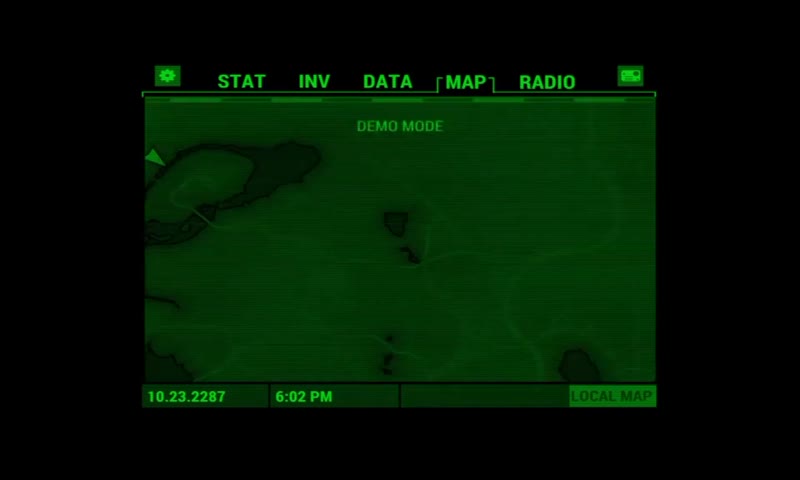 STAT INV DATA MAP RADIO
DEMO MODE
10.23.2287 6:02 PM LOCAL MAP